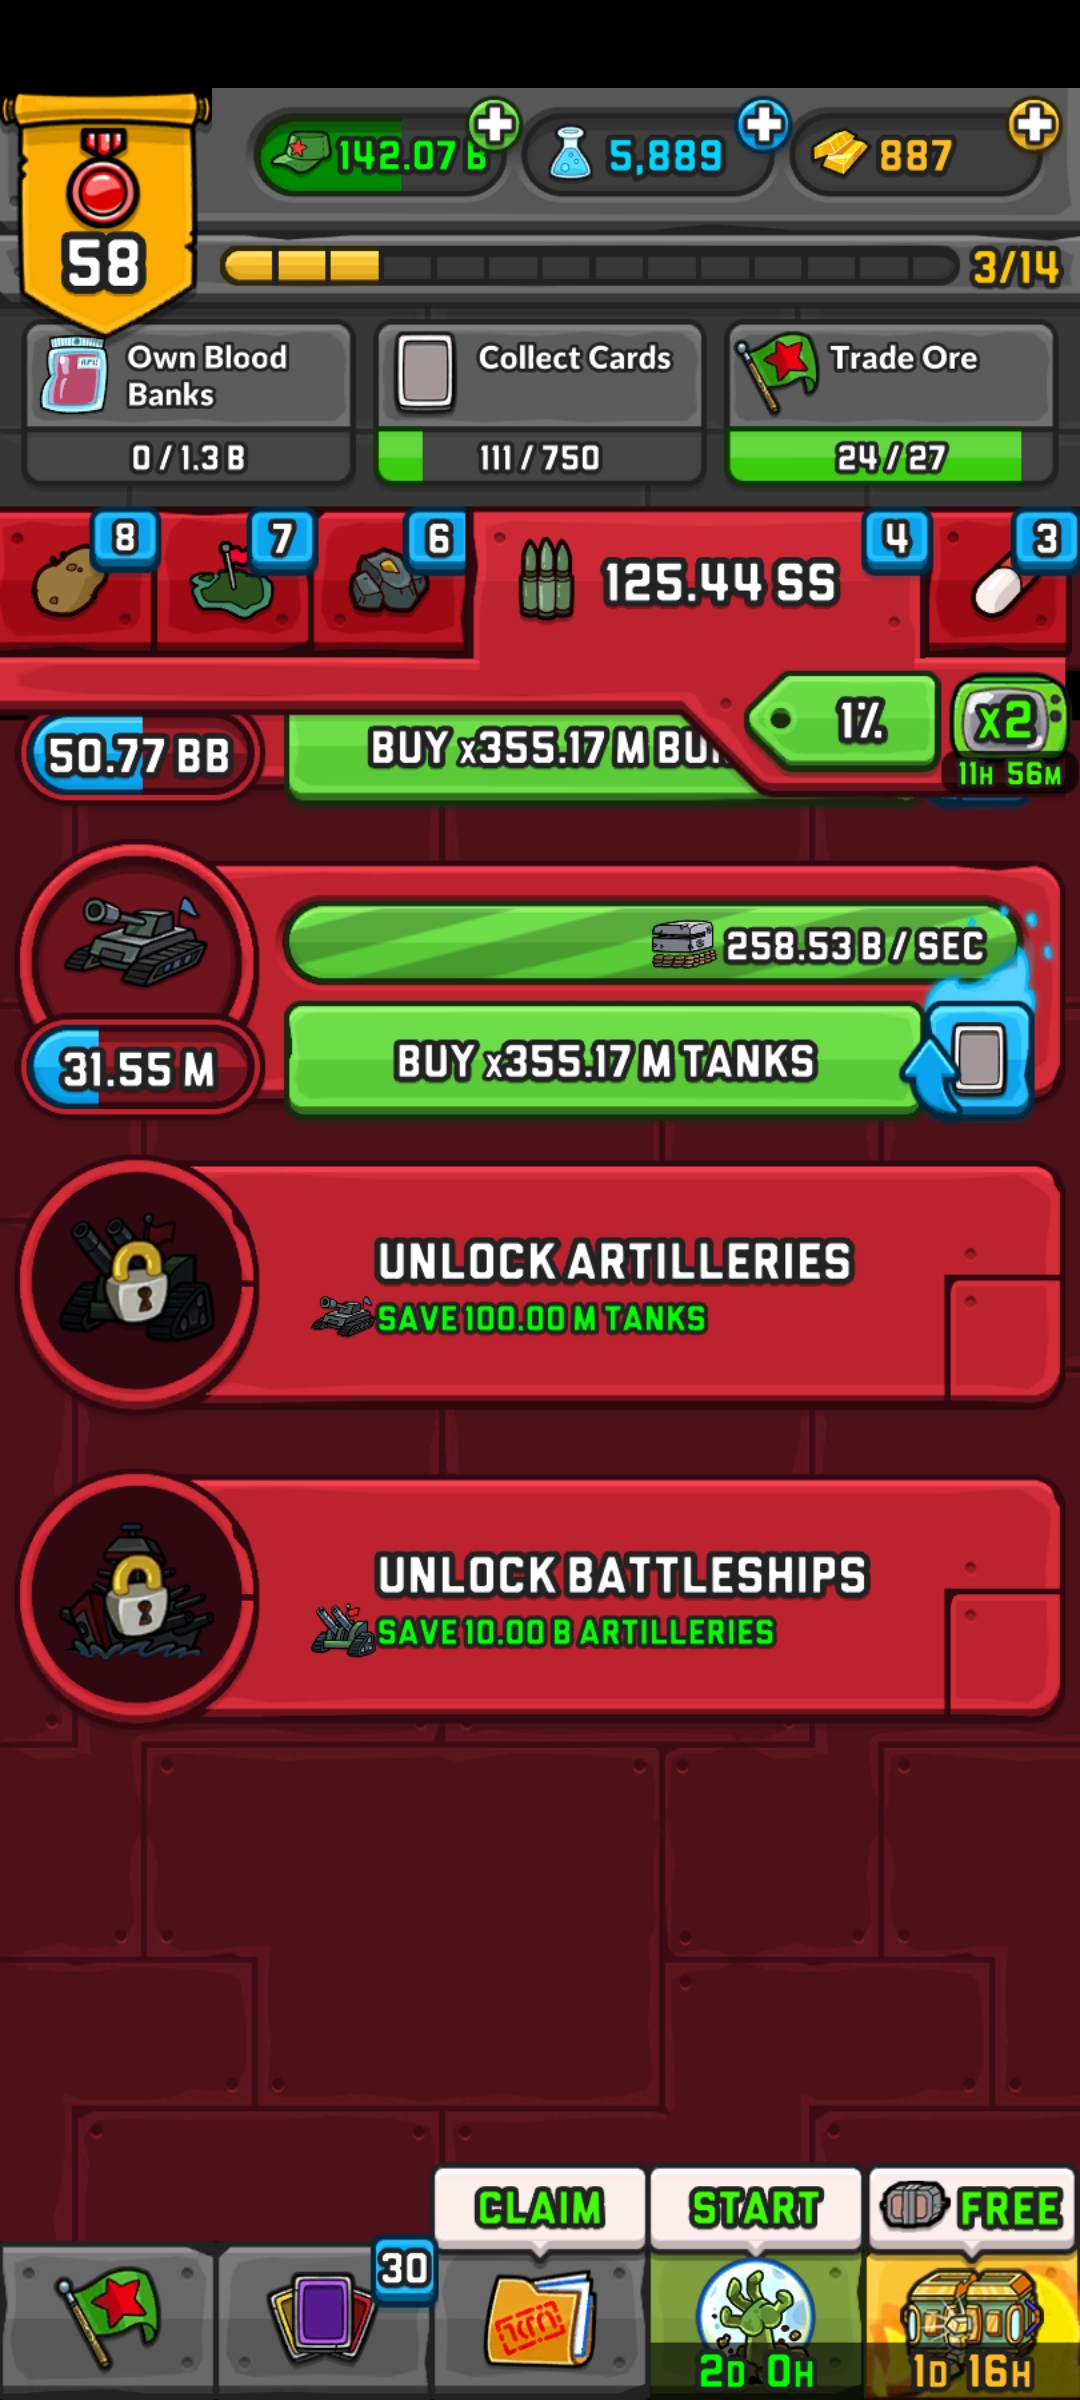 58
142.07 B
5,889
887
3/14
Own Blood
Banks
0 / 1.3 B
Collect Cards
111 / 750
Trade Ore
24 / 27
8
7
6
125.44 SS
4
3
1%
x2
11H 56M
50.77 BB
BUY x355.17 M
258.53 B / SEC
31.55 M
BUY x355.17 M TANKS
UNLOCK ARTILLERIES
SAVE 100.00 M TANKS
UNLOCK BATTLESHIPS
SAVE 10.00 B ARTILLERIES
CLAIM
START
FREE
30
2D 0H
1D 16H